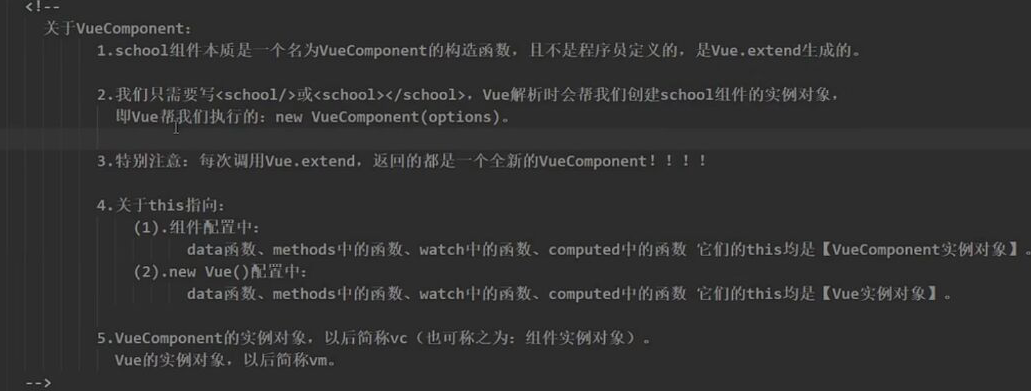 <!--
关于VueComponent:
1.school组件本质是一个名为VueComponent的构造函数，且不是程序员定义的，是Vue.extend生成的。
2.我们只需要写<school/>或<school></school>，Vue解析时会帮我们创建school组件的实例对象，
即Vue帮我们执行的：new VueComponent(options)。
3.特别注意：每次调用Vue.extend，返回的都是一个全新的VueComponent！！！！
4.关于this指向：
(1).组件配置中：
data函数、methods中的函数、watch中的函数、computed中的函数 它们的this均是【VueComponent实例对象】。
(2).new Vue()配置中：
data函数、methods中的函数、watch中的函数、computed中的函数 它们的this均是【Vue实例对象】。
5.VueComponent的实例对象，以后简称vc（也可称之为：组件实例对象）。
Vue的实例对象，以后简称vm。
-->